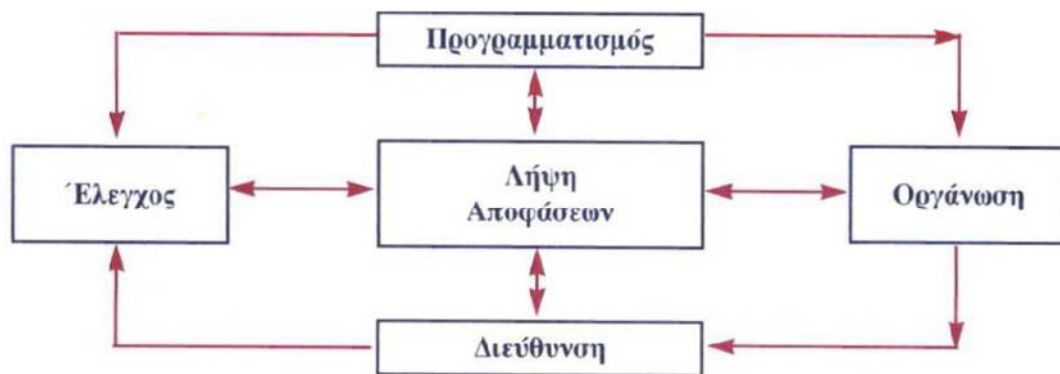 Προγραμματισμός
Έλεγχος
Λήψη
Αποφάσεων
Οργάνωση
Διεύθυνση